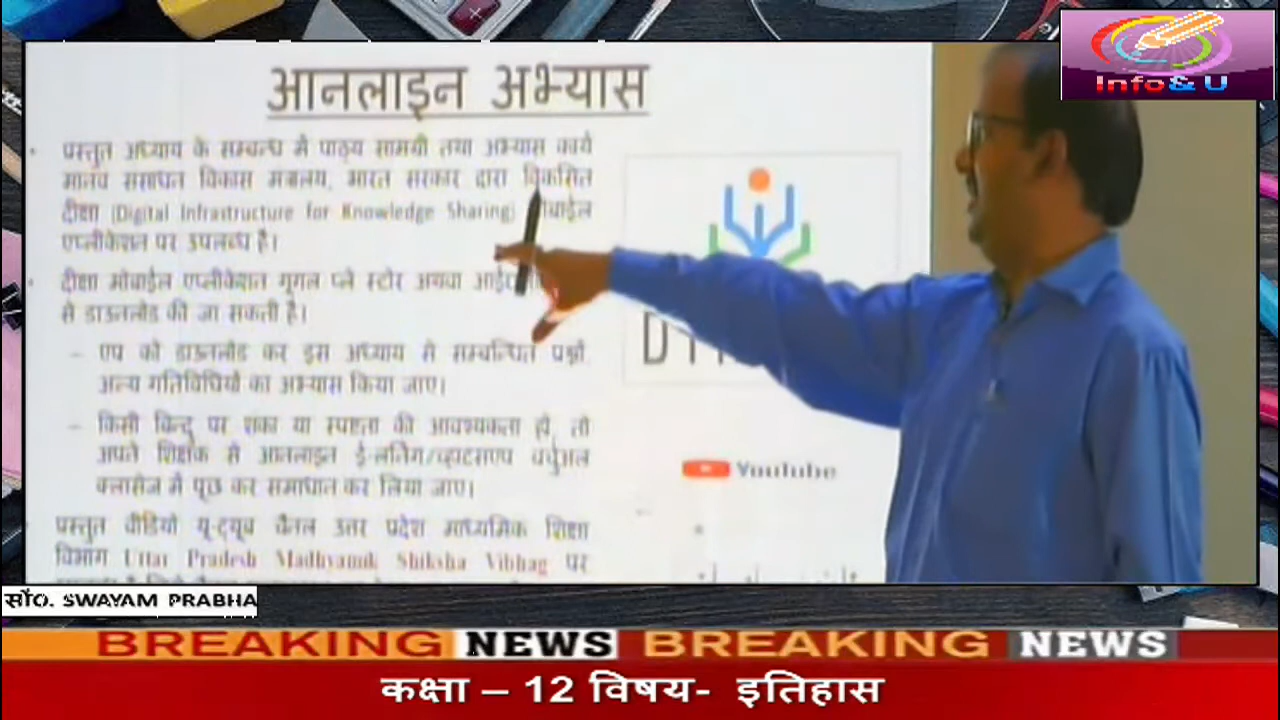 Info& U
आनलाइन अभ्यास
प्रस्तुत अध्याय के सम्बन्ध में पाठ्य सामग्री तथा अभ्यास कार्य
मानव संसाधन विकास मंत्रालय, भारत सरकार द्वारा विकसित
दीक्षा (Digital Infrastructure for Knowledge Sharing)
एप्लीकेशन पर उपलब्ध है।
दीक्षा मोबाईल एप्लीकेशन गूगल प्ले स्टोर अथवा
से डाउनलोड की जा सकती है।
– एप को डाउनलोड कर इस अध्याय से सम्बन्धित प्रश्नों,
अन्य गतिविधियों का अभ्यास किया जाए।
– किसी बिन्दु पर शंका या स्पष्टता की आवश्यकता हो, तो
अपने शिक्षक से आनलाइन ई-लर्निंग/व्हाटसएप वर्चुअल
क्लासेज में पूछ कर समाधान कर लिया जाए।
प्रस्तुत वीडियो यू-ट्यूब चैनल उत्तर प्रदेश माध्यमिक शिक्षा
विभाग Uttar Pradesh Madhyamik Shiksha Vibhag पर
Youtube
सौO. SWAYAM PRABHA
BREAKING NEWS BREAKING NEWS
कक्षा – 12 विषय- इतिहास